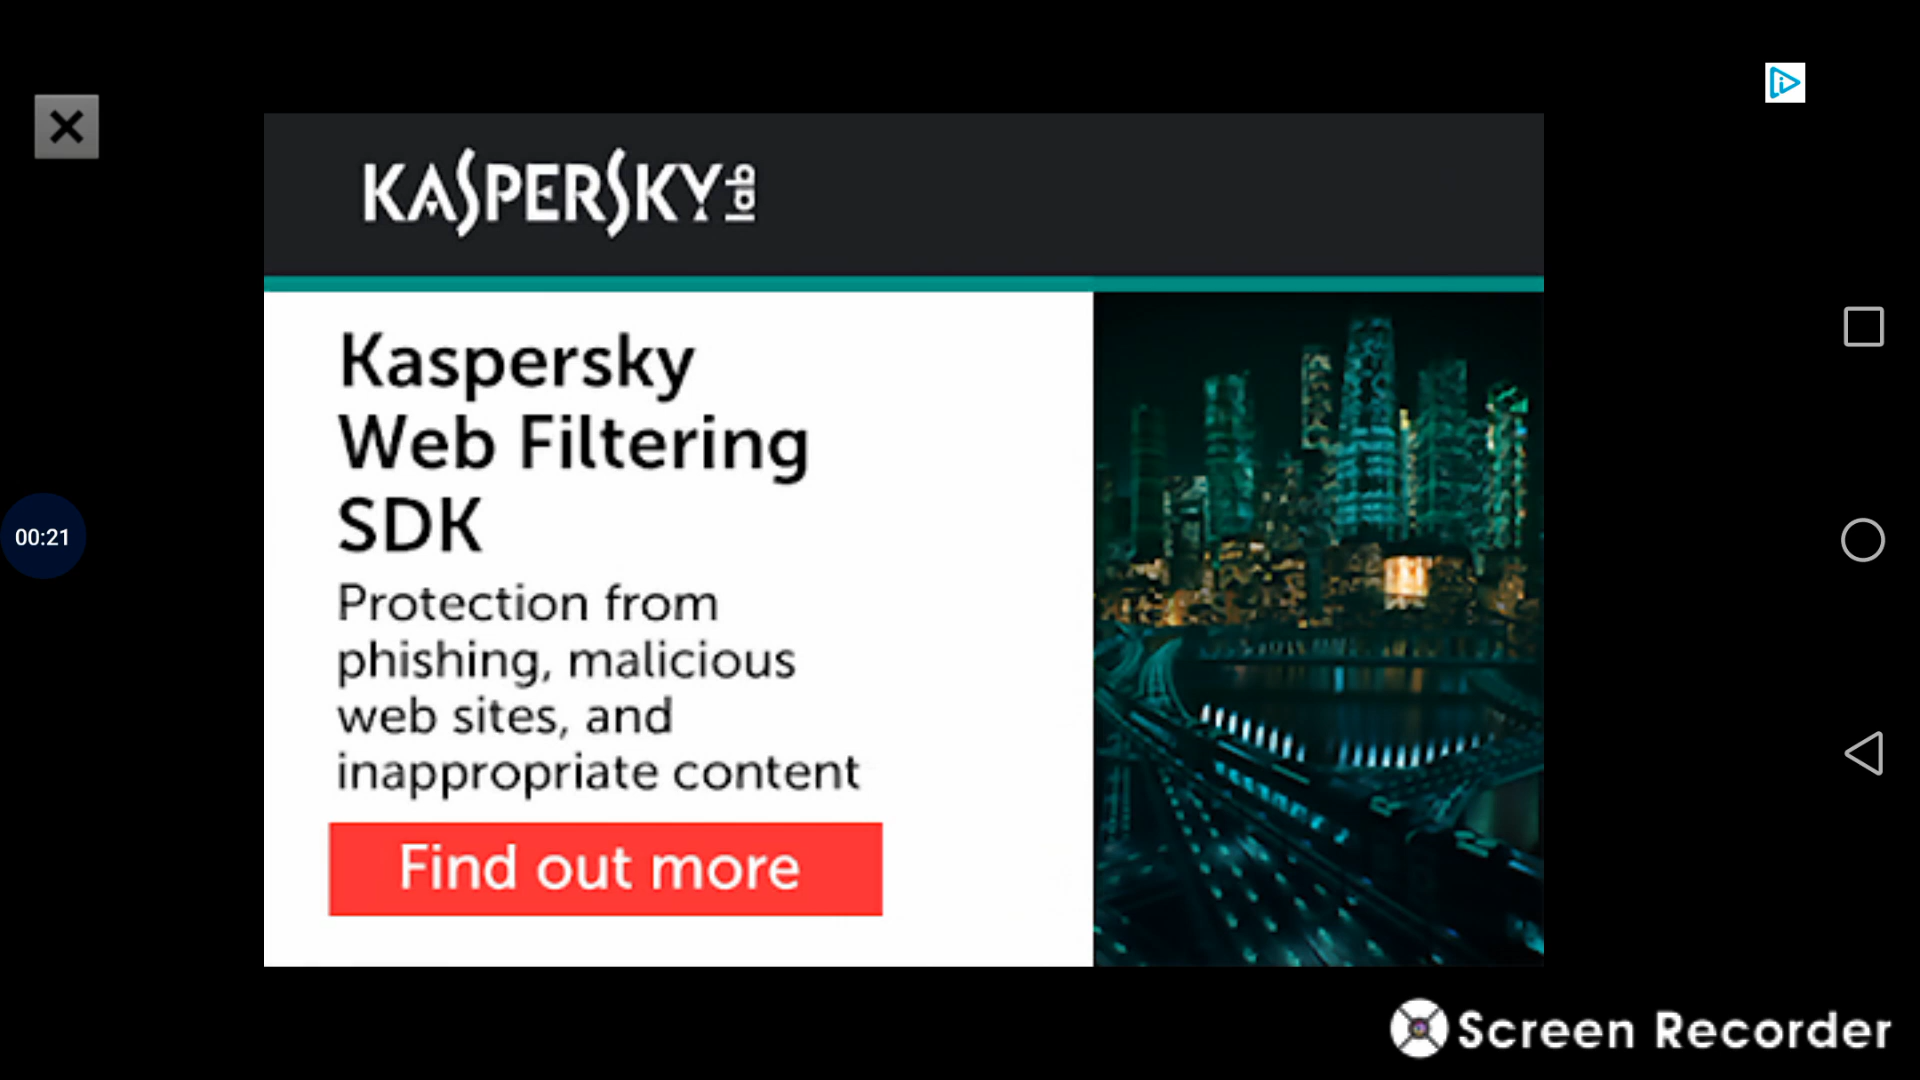 KASPERSKY lab
Kaspersky
Web Filtering
SDK
Protection from
phishing, malicious
web sites, and
inappropriate content
Find out more
00:21
Screen Recorder